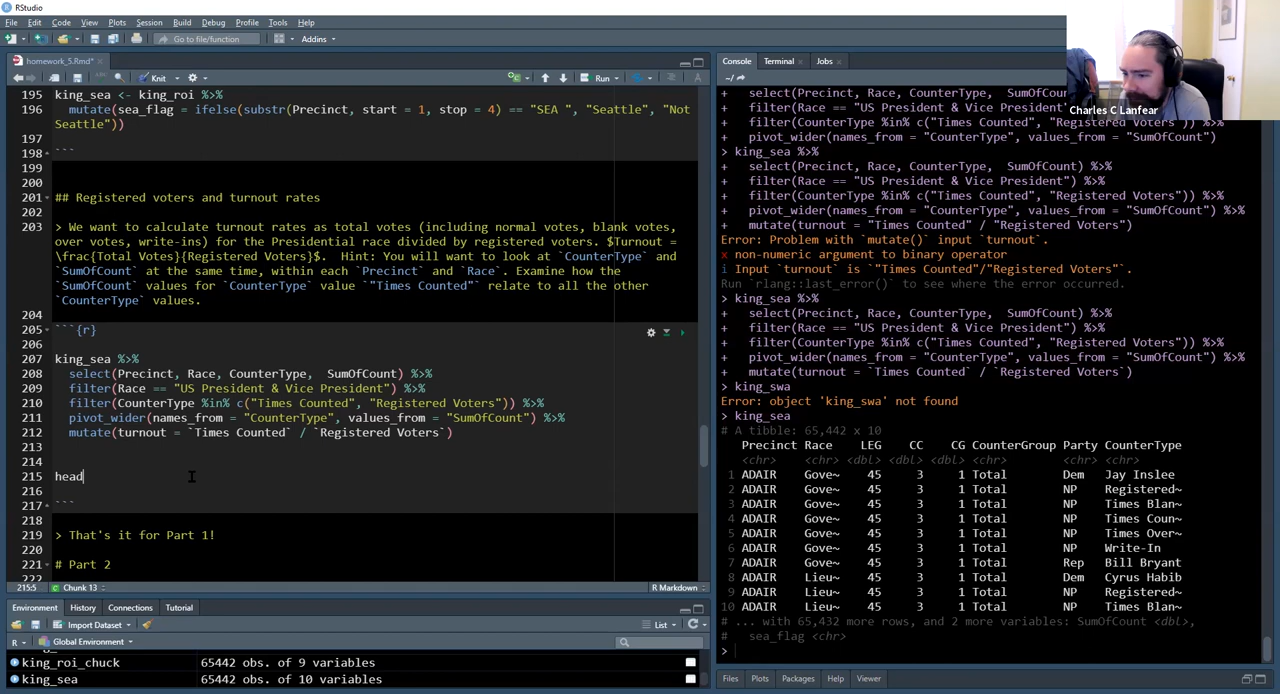 RStudio
File Edit Code View Plots Session Build Debug Profile Tools Help
Go to file/function Addins
homework_5.Rmd*
Knit Run
195 king_sea <- king_roi %>%
196 mutate(sea_flag = ifelse(substr(Precinct, start = 1, stop = 4) == "SEA ", "Seattle", "Not
Seattle"))
197
198 ```
199
200
201 ## Registered voters and turnout rates
202
203 > We want to calculate turnout rates as total votes (including normal votes, blank votes,
over votes, write-ins) for the Presidential race divided by registered voters. $Turnout =
\frac{Total Votes}{Registered Voters}$. Hint: You will want to look at `CounterType` and
`SumOfCount` at the same time, within each `Precinct` and `Race`. Examine how the
`SumOfCount` values for `CounterType` value `"Times Counted"` relate to all the other
`CounterType` values.
204
205 ```{r}
206
207 king_sea %>%
208 select(Precinct, Race, CounterType, SumOfCount) %>%
209 filter(Race == "US President & Vice President") %>%
210 filter(CounterType %in% c("Times Counted", "Registered Voters")) %>%
211 pivot_wider(names_from = "CounterType", values_from = "SumOfCount") %>%
212 mutate(turnout = `Times Counted` / `Registered Voters`)
213
214
215 head
216
217 ```
218
219 > That's it for Part 1!
220
221 # Part 2
222
215:5 Chunk 13 R Markdown
Environment History Connections Tutorial
Import Dataset List
R Global Environment
king_roi_chuck 65442 obs. of 9 variables
king_sea 65442 obs. of 10 variables
Console Terminal Jobs
~/
Charles C Lanfear
+ select(Precinct, Race, CounterType, SumOfCount
+ filter(Race == "US President & Vice
+ filter(CounterType %in% c("Times Counted", "Registered Voters")) %>%
+ pivot_wider(names_from = "CounterType", values_from = "SumOfCount")
> king_sea %>%
+ select(Precinct, Race, CounterType, SumOfCount) %>%
+ filter(Race == "US President & Vice President") %>%
+ filter(CounterType %in% c("Times Counted", "Registered Voters")) %>%
+ pivot_wider(names_from = "CounterType", values_from = "SumOfCount") %>%
+ mutate(turnout = "Times Counted" / "Registered Voters")
Error: Problem with `mutate()` input `turnout`.
x non-numeric argument to binary operator
i Input `turnout` is `"Times Counted"/"Registered Voters"`.
Run `rlang::last_error()` to see where the error occurred.
> king_sea %>%
+ select(Precinct, Race, CounterType, SumOfCount) %>%
+ filter(Race == "US President & Vice President") %>%
+ filter(CounterType %in% c("Times Counted", "Registered Voters")) %>%
+ pivot_wider(names_from = "CounterType", values_from = "SumOfCount") %>%
+ mutate(turnout = `Times Counted` / `Registered Voters`)
> king_swa
Error: object 'king_swa' not found
> king_sea
# A tibble: 65,442 x 10
Precinct Race LEG CC CG CounterGroup Party CounterType
<chr> <chr> <dbl> <dbl> <dbl> <chr> <chr> <chr>
1 ADAIR Gove~ 45 3 1 Total Dem Jay Inslee
2 ADAIR Gove~ 45 3 1 Total NP Registered~
3 ADAIR Gove~ 45 3 1 Total NP Times Blan~
4 ADAIR Gove~ 45 3 1 Total NP Times Coun~
5 ADAIR Gove~ 45 3 1 Total NP Times Over~
6 ADAIR Gove~ 45 3 1 Total NP Write-In
7 ADAIR Gove~ 45 3 1 Total Rep Bill Bryant
8 ADAIR Lieu~ 45 3 1 Total Dem Cyrus Habib
9 ADAIR Lieu~ 45 3 1 Total NP Registered~
10 ADAIR Lieu~ 45 3 1 Total NP Times Blan~
# ... with 65,432 more rows, and 2 more variables: SumOfCount <dbl>,
# sea_flag <chr>
>
Files Plots Packages Help Viewer